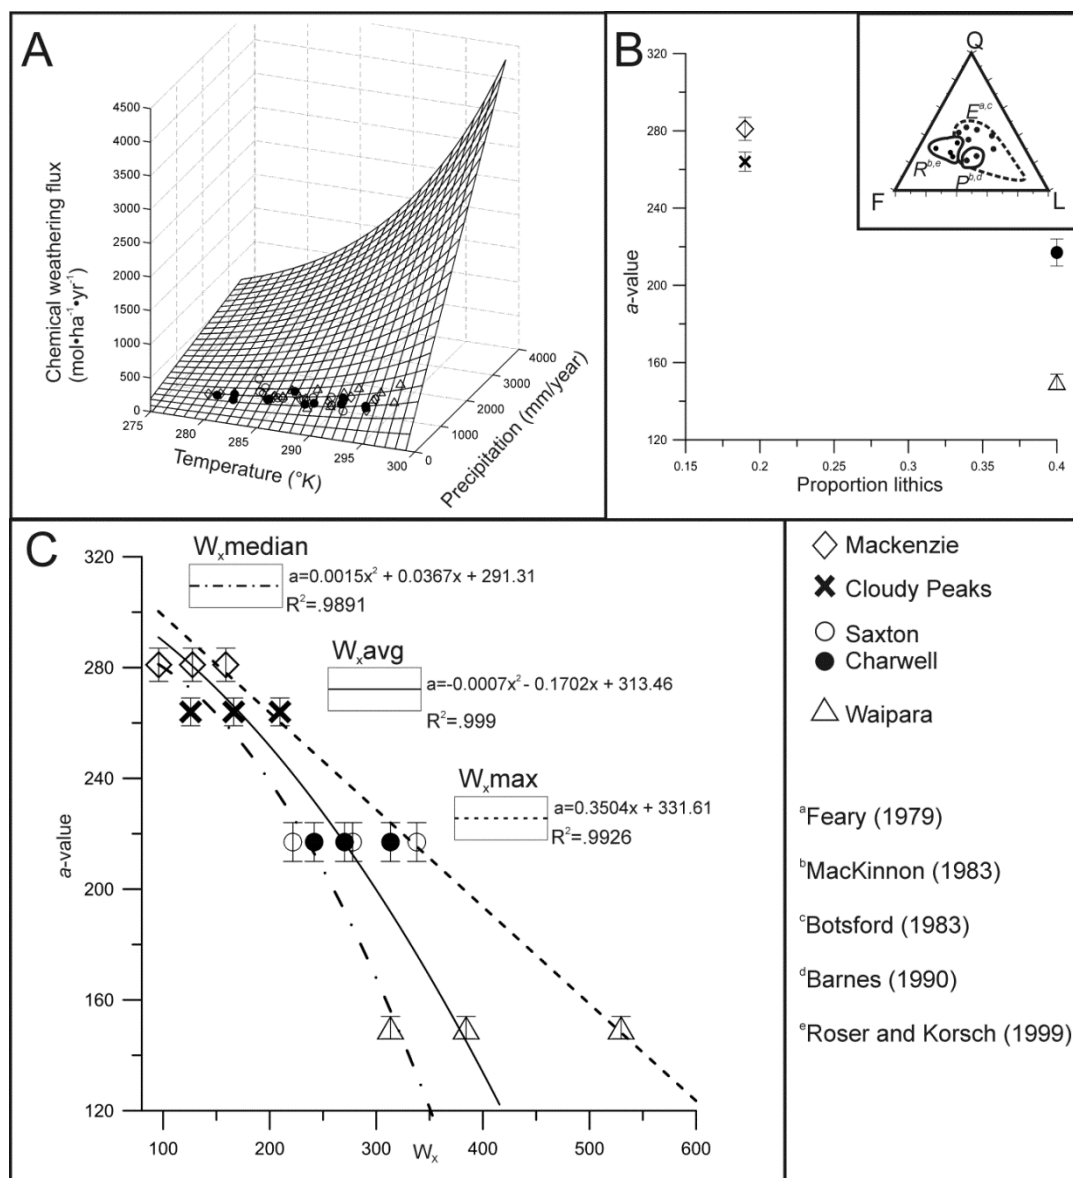 A
Chemical weathering flux
(mol•ha⁻¹•yr⁻¹)
4500
4000
3500
3000
2500
2000
1500
1000
500
0
275
280
285
290
295
300
Temperature (°K)
0
1000
2000
3000
4000
Precipitation (mm/year)
B
320
280
240
200
160
120
a-value
0.15
0.2
0.25
0.3
0.35
0.4
Proportion lithics
Q
E^a,c
R^b,e
P^b,d
F
L
C
320
280
240
200
160
120
a-value
100
200
300
400
500
600
Wₓ
Wₓmedian
a=0.0015x² + 0.0367x + 291.31
R²=.9891
Wₓavg
a=-0.0007x² - 0.1702x + 313.46
R²=.999
Wₓmax
a=0.3504x + 331.61
R²=.9926
Mackenzie
Cloudy Peaks
Saxton
Charwell
Waipara
ᵃFeary (1979)
ᵇMacKinnon (1983)
ᶜBotsford (1983)
ᵈBarnes (1990)
ᵉRoser and Korsch (1999)